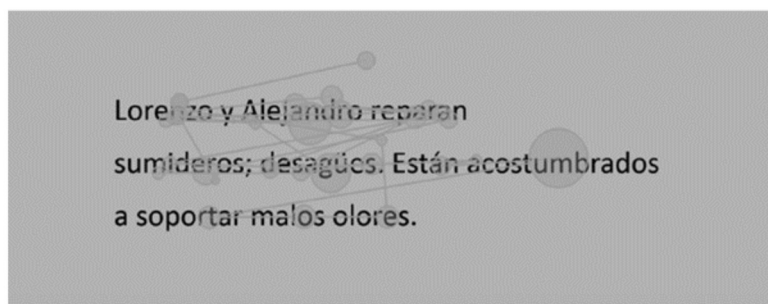 Lorenzo y Alejandro reparan
sumideros; desagües. Están acostumbrados
a soportar malos olores.